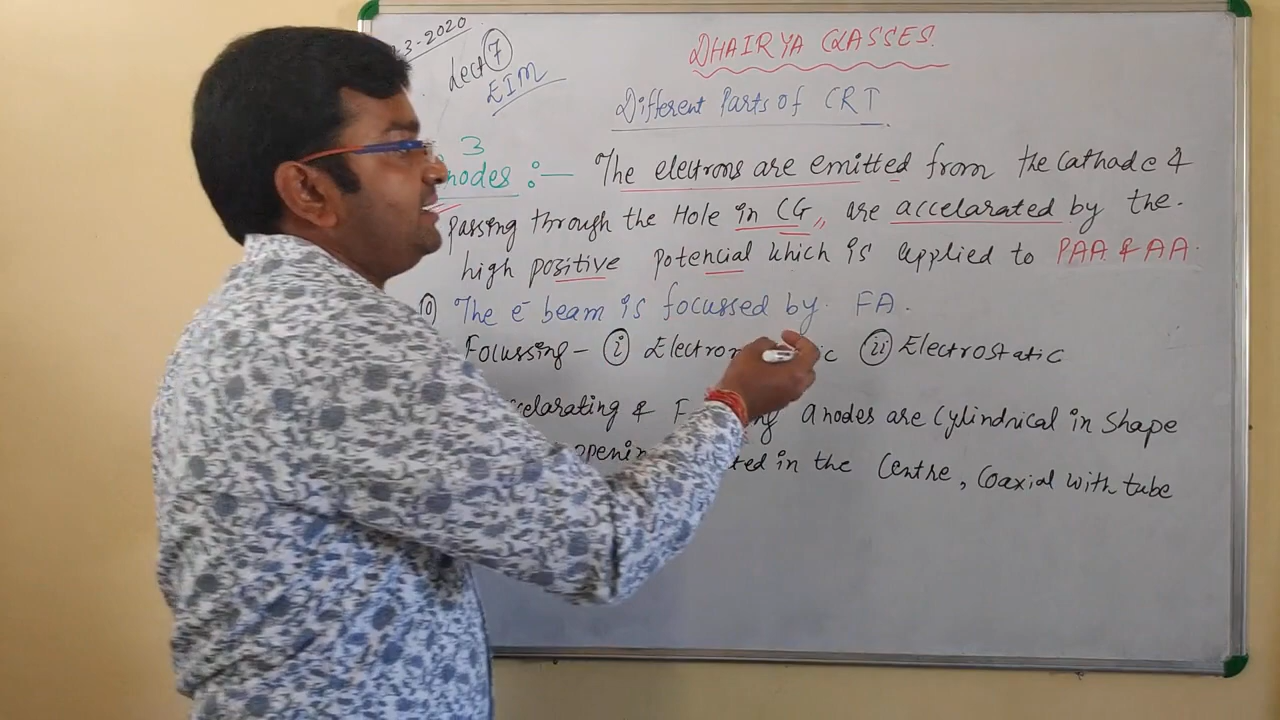 3-2020
Lect 7
EIM
DHAIRYA CLASSES.
Different Parts of CRT
3
nodes :— The electrons are emitted from the Cathode &
passing through the Hole in CG,, are accelarated by the.
high positive potencial which is applied to PAA & AA.
The e⁻ beam is focussed by FA.
Focussing – (i) Electrom c (ii) Electrostatic
celarating & F ng anodes are Cylindrical in Shape
openin ted in the Centre, Coaxial with tube